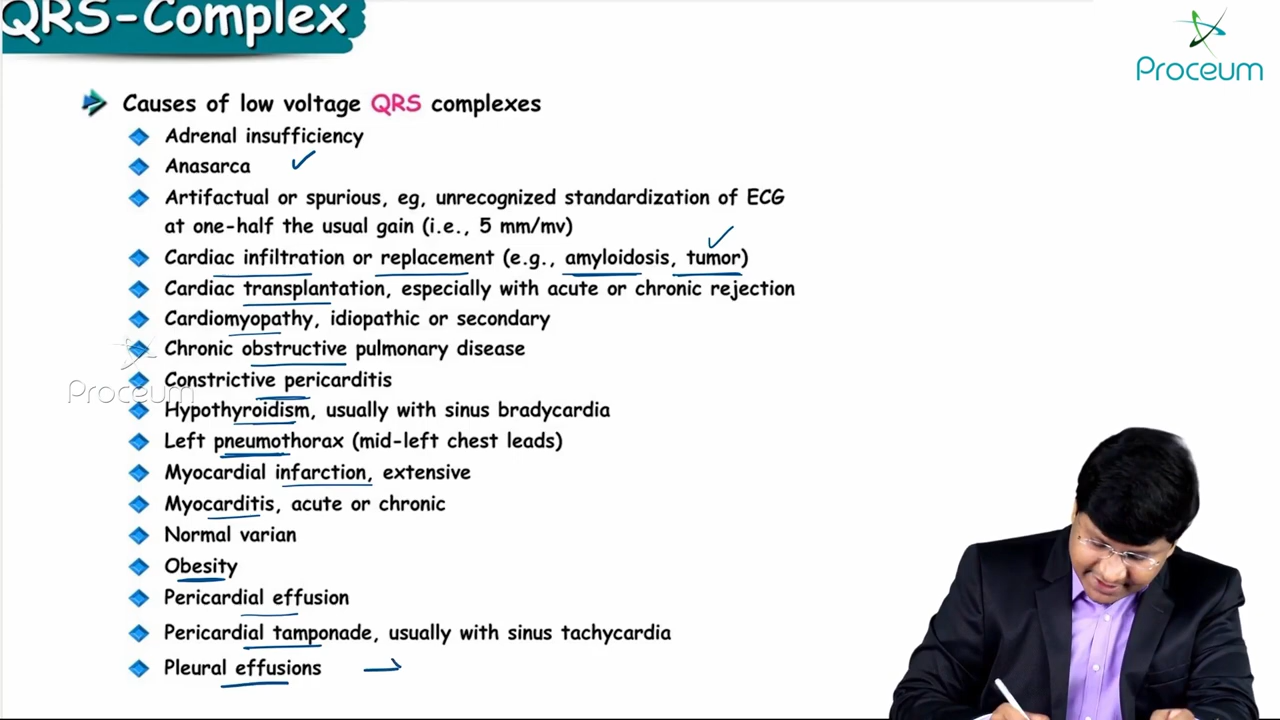 QRS-Complex
Proceum
Causes of low voltage QRS complexes
Adrenal insufficiency
Anasarca
Artifactual or spurious, eg, unrecognized standardization of ECG
at one-half the usual gain (i.e., 5 mm/mv)
Cardiac infiltration or replacement (e.g., amyloidosis, tumor)
Cardiac transplantation, especially with acute or chronic rejection
Cardiomyopathy, idiopathic or secondary
Chronic obstructive pulmonary disease
Constrictive pericarditis
Proceum
Hypothyroidism, usually with sinus bradycardia
Left pneumothorax (mid-left chest leads)
Myocardial infarction, extensive
Myocarditis, acute or chronic
Normal varian
Obesity
Pericardial effusion
Pericardial tamponade, usually with sinus tachycardia
Pleural effusions